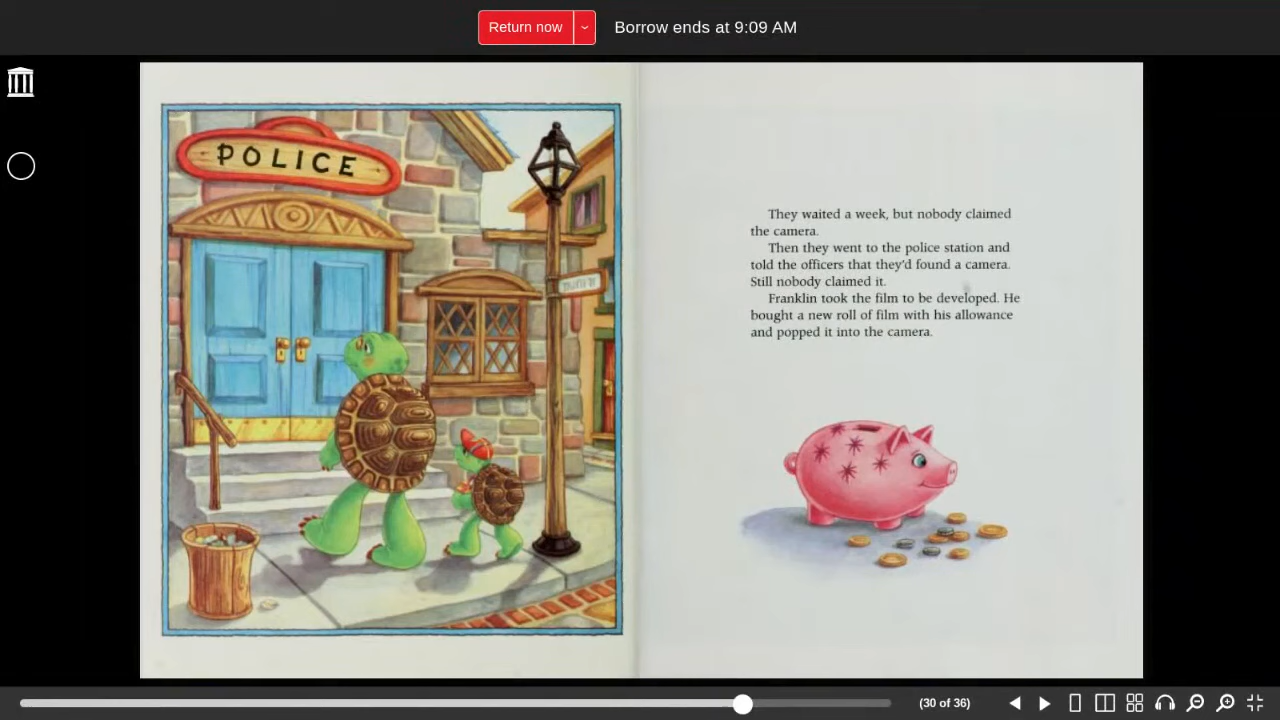 Return now
Borrow ends at 9:09 AM
POLICE
They waited a week, but nobody claimed
the camera.
Then they went to the police station and
told the officers that they'd found a camera.
Still nobody claimed it.
Franklin took the film to be developed. He
bought a new roll of film with his allowance
and popped it into the camera.
(30 of 36)